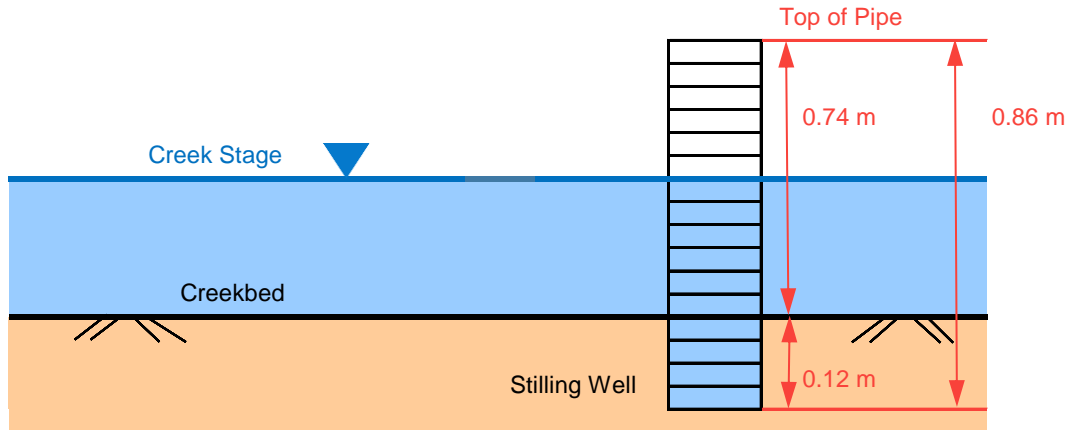 Top of Pipe
0.74 m
0.86 m
Creek Stage
Creekbed
Stilling Well
0.12 m